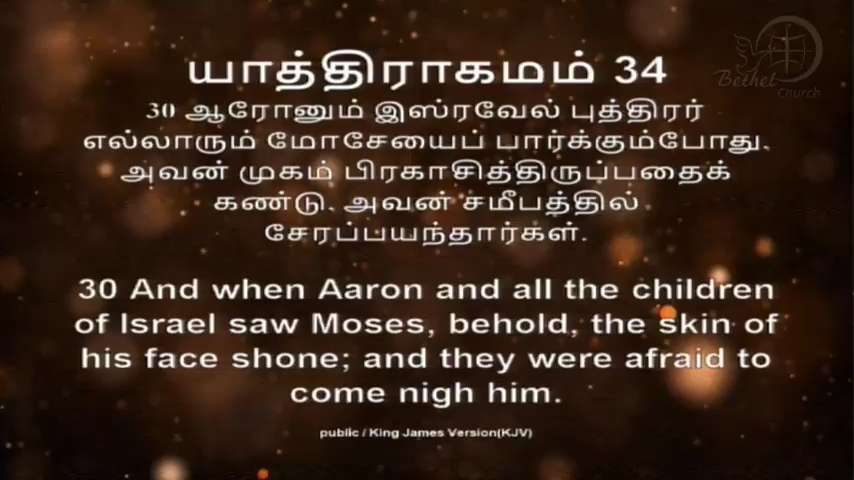 Bethel
Church
யாத்திராகமம் 34
30 ஆரோனும் இஸ்ரவேல் புத்திரர்
எல்லாரும் மோசேயைப் பார்க்கும்போது,
அவன் முகம் பிரகாசித்திருப்பதைக்
கண்டு, அவன் சமீபத்தில்
சேரப்பயந்தார்கள்.
30 And when Aaron and all the children
of Israel saw Moses, behold, the skin of
his face shone; and they were afraid to
come nigh him.
public / King James Version(KJV)